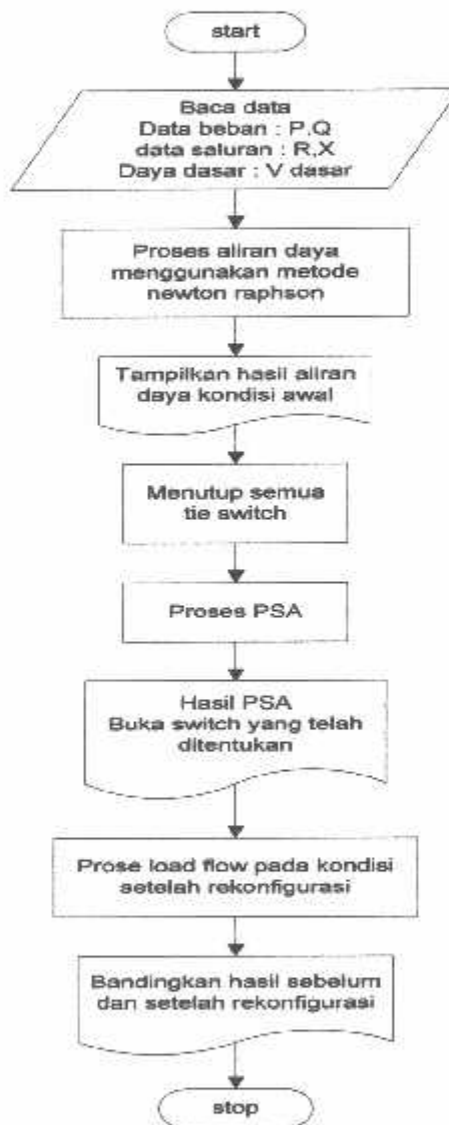 start
Baca data
Data beban : P,Q
data saluran : R,X
Daya dasar : V dasar
Proses aliran daya
menggunakan metode
newton raphson
Tampilkan hasil aliran
daya kondisi awal
Menutup semua
tie switch
Proses PSA
Hasil PSA
Buka switch yang telah
ditentukan
Prose load flow pada kondisi
setelah rekonfigurasi
Bandingkan hasil sebelum
dan setelah rekonfigurasi
stop